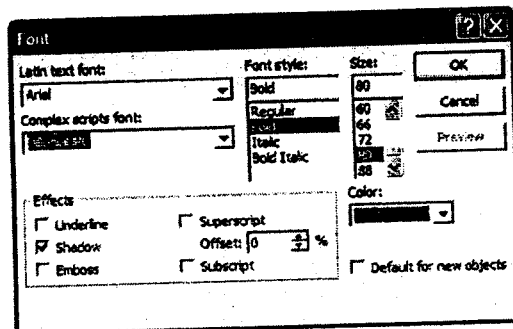 Font
Latin text font: Font style: Size:
Arial Bold 80 OK
Complex scripts font: Regular 60 Cancel
Bold 66
Italic 72 Preview
Bold Italic 80
88
Effects Color:
Underline Superscript
Shadow Offset: 0 %
Emboss Subscript Default for new objects